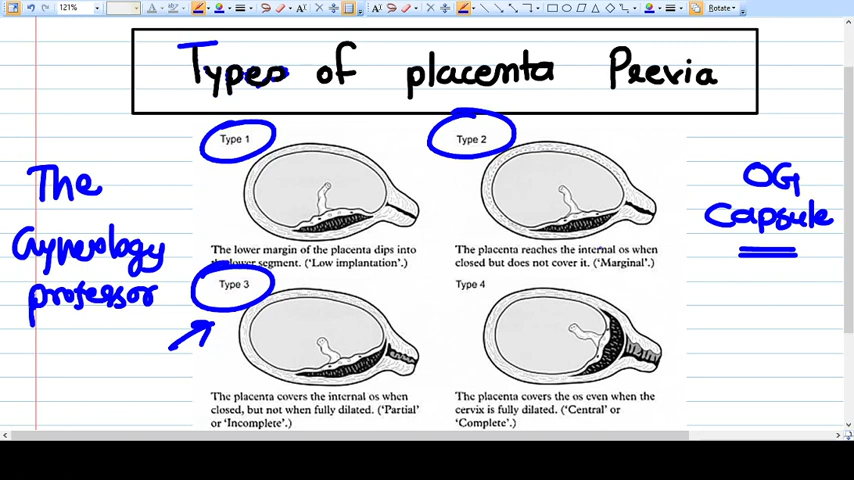 121%
Rotate
Types of placenta Previa
Type 1
Type 2
The
Gynecology
professor
OG
Capsule
The lower margin of the placenta dips into
the lower segment. ('Low implantation'.)
The placenta reaches the internal os when
closed but does not cover it. ('Marginal'.)
Type 3
Type 4
The placenta covers the internal os when
closed, but not when fully dilated. ('Partial'
or 'Incomplete'.)
The placenta covers the os even when the
cervix is fully dilated. ('Central' or
'Complete'.)